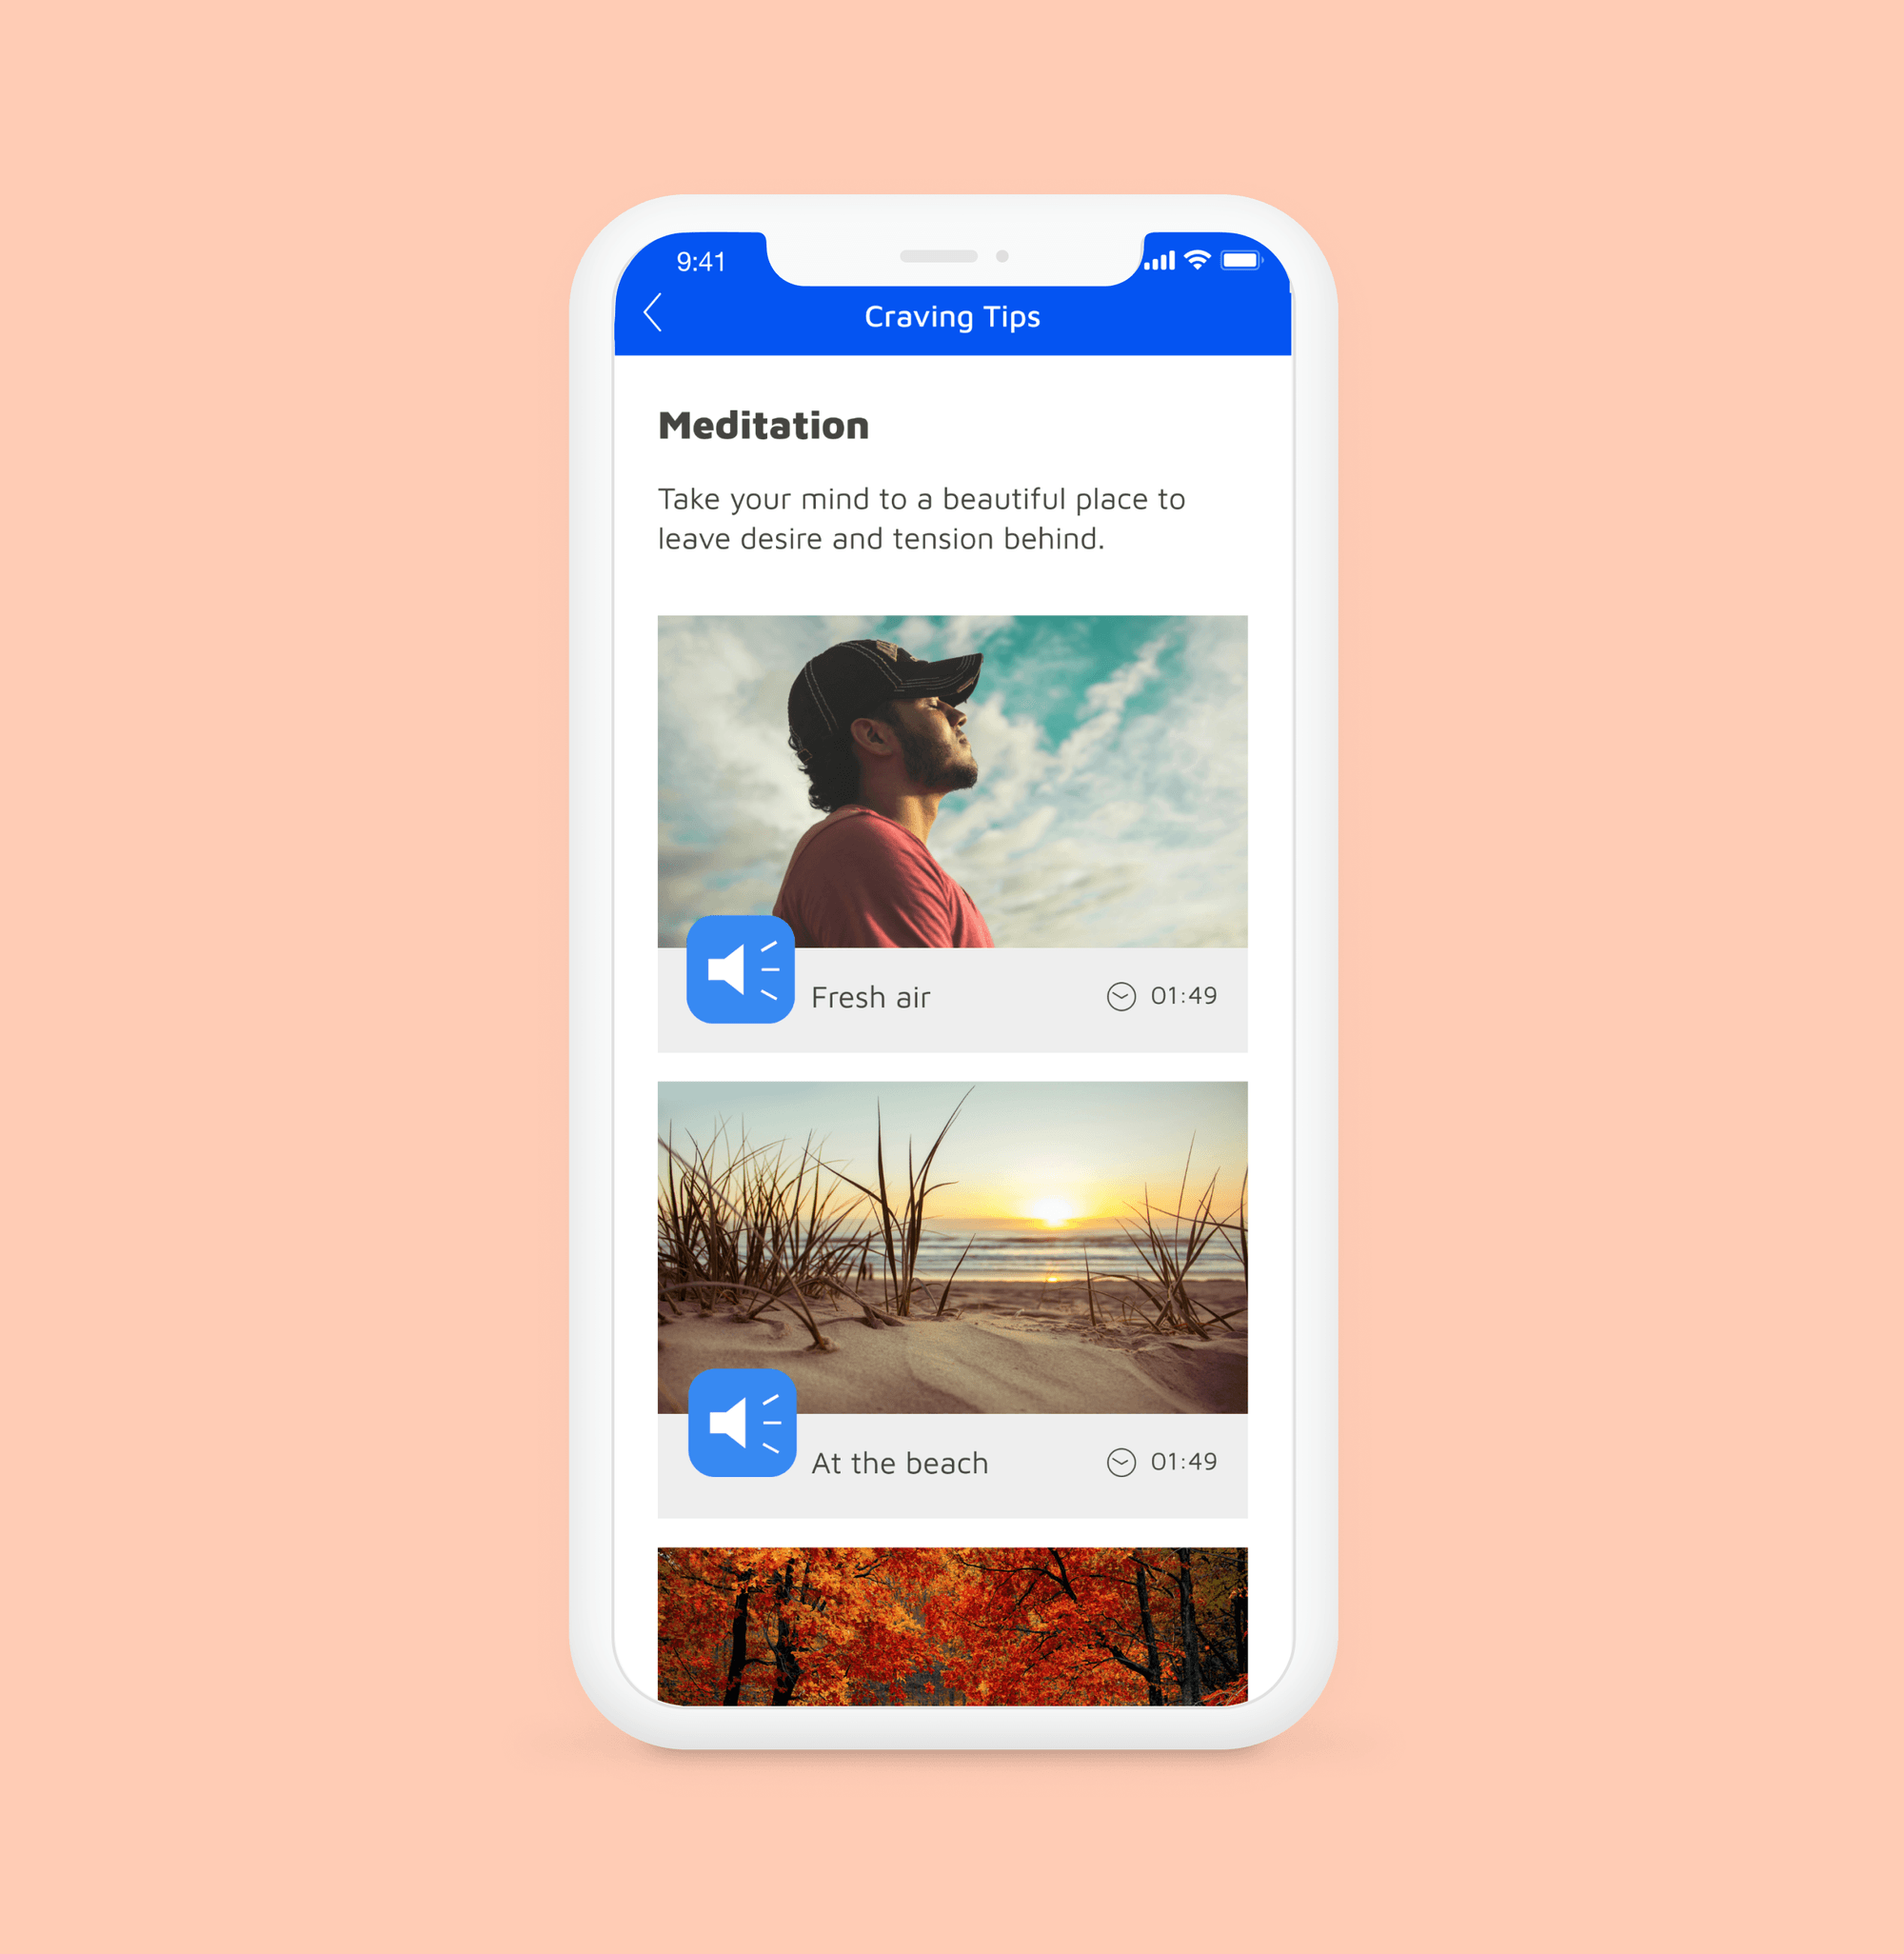 9:41
Craving Tips
Meditation
Take your mind to a beautiful place to
leave desire and tension behind.
Fresh air
01:49
At the beach
01:49